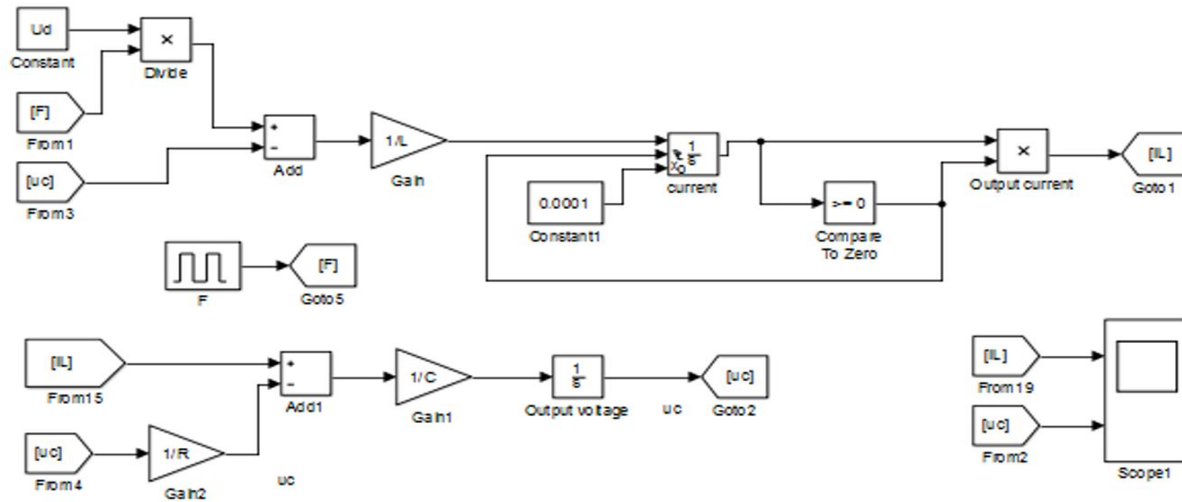 Ud
Constant
×
Divide
[F]
From1
[uc]
From3
+
−
Add
1/L
Gain
0.0001
Constant1
x0
1/s
current
>= 0
Compare
To Zero
×
Output current
[IL]
Goto1
F
[F]
Goto5
[IL]
From15
[uc]
From4
1/R
Gain2
uc
+
−
Add1
1/C
Gain1
1/s
Output voltage
uc
[uc]
Goto2
[IL]
From19
[uc]
From2
Scope1